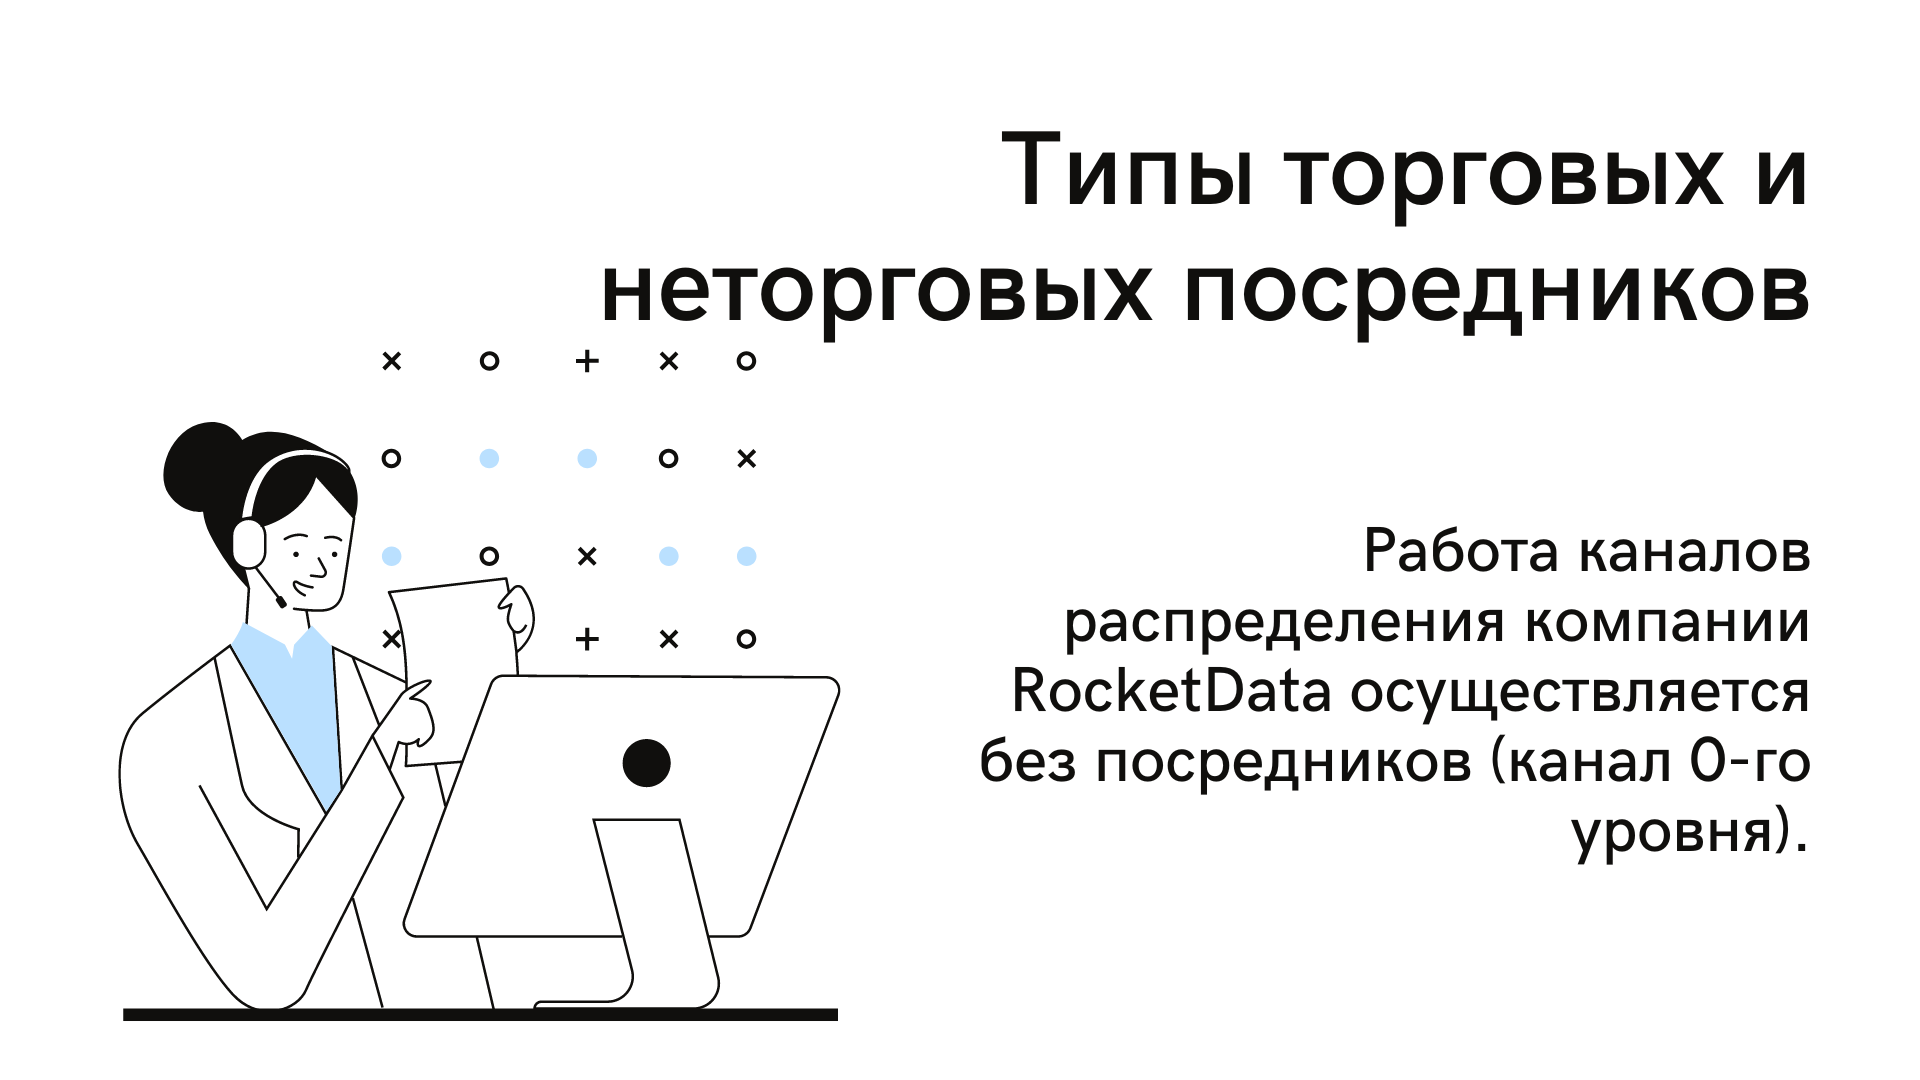 Типы торговых и
неторговых посредников
Работа каналов
распределения компании
RocketData осуществляется
без посредников (канал 0-го
уровня).